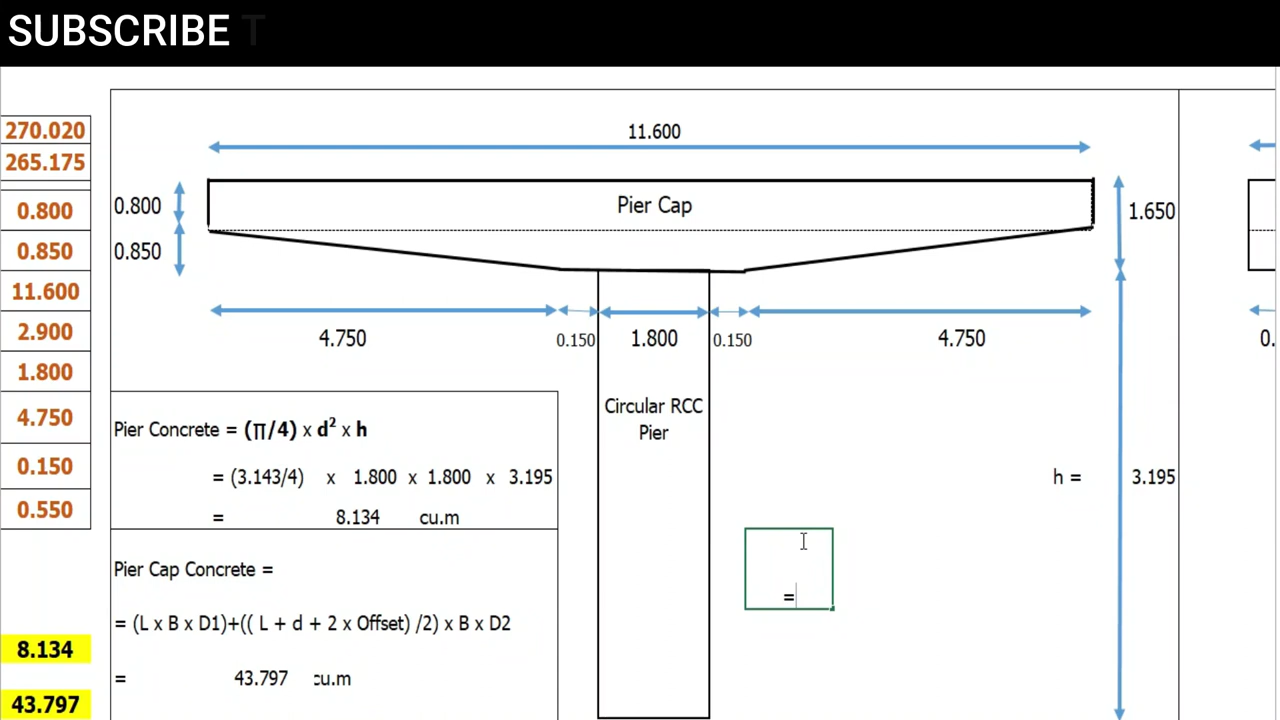 SUBSCRIBE T
270.020
265.175
0.800
0.850
11.600
2.900
1.800
4.750
0.150
0.550
8.134
43.797
11.600
0.800
Pier Cap
1.650
0.850
4.750
0.150
1.800
0.150
4.750
0.
Circular RCC
Pier
h =
3.195
Pier Concrete = (π/4) x d² x h
= (3.143/4) x 1.800 x 1.800 x 3.195
= 8.134 cu.m
Pier Cap Concrete =
= (L x B x D1)+(( L + d + 2 x Offset) /2) x B x D2
= 43.797 cu.m
=